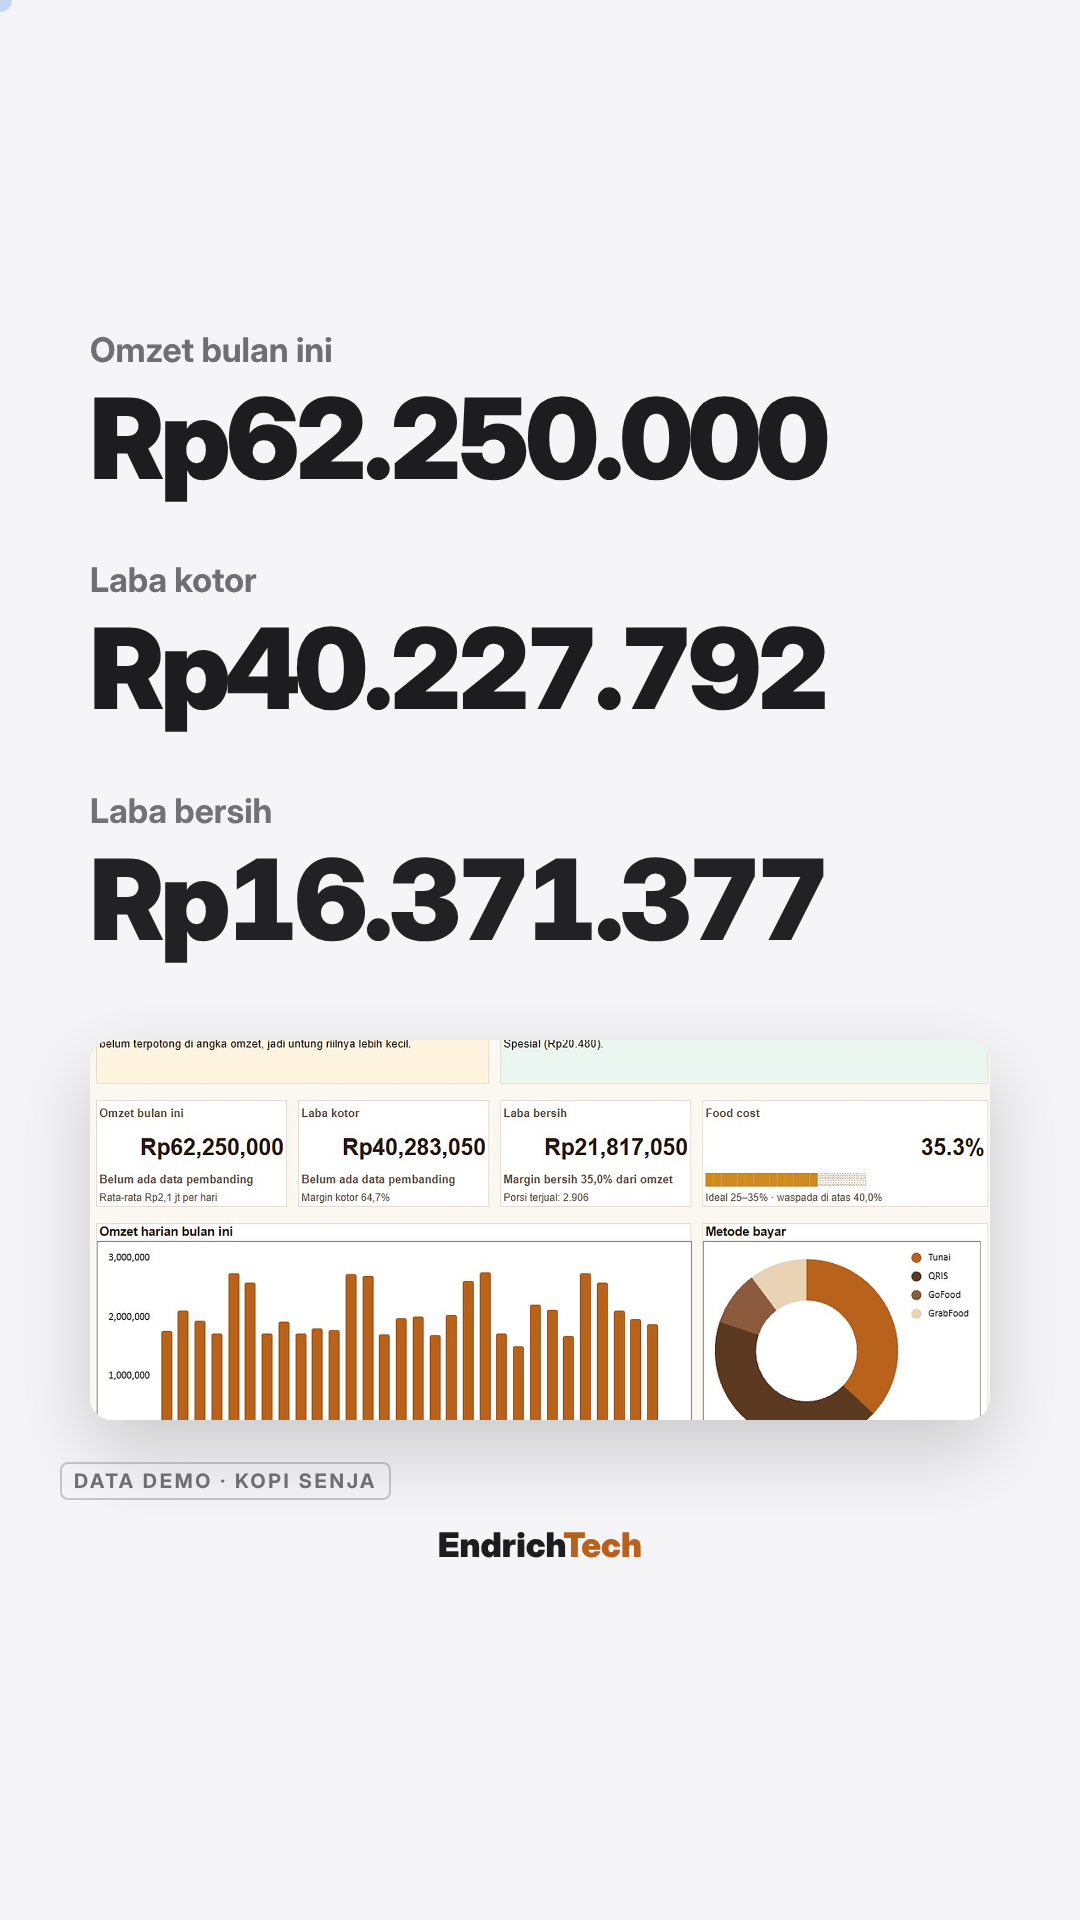 Omzet bulan ini
Rp62.250.000
Laba kotor
Rp40.227.792
Laba bersih
Rp16.371.377
belum terpotong di angka omzet, jadi untung riilnya lebih kecil.
Spesial (Rp20.480).
Omzet bulan ini
Rp62,250,000
Belum ada data pembanding
Rata-rata Rp2,1 jt per hari
Laba kotor
Rp40,283,050
Belum ada data pembanding
Margin kotor 64,7%
Laba bersih
Rp21,817,050
Margin bersih 35,0% dari omzet
Porsi terjual: 2.906
Food cost
35.3%
Ideal 25–35% · waspada di atas 40,0%
Omzet harian bulan ini
3,000,000
2,000,000
1,000,000
Metode bayar
Tunai
QRIS
GoFood
GrabFood
DATA DEMO · KOPI SENJA
EndrichTech